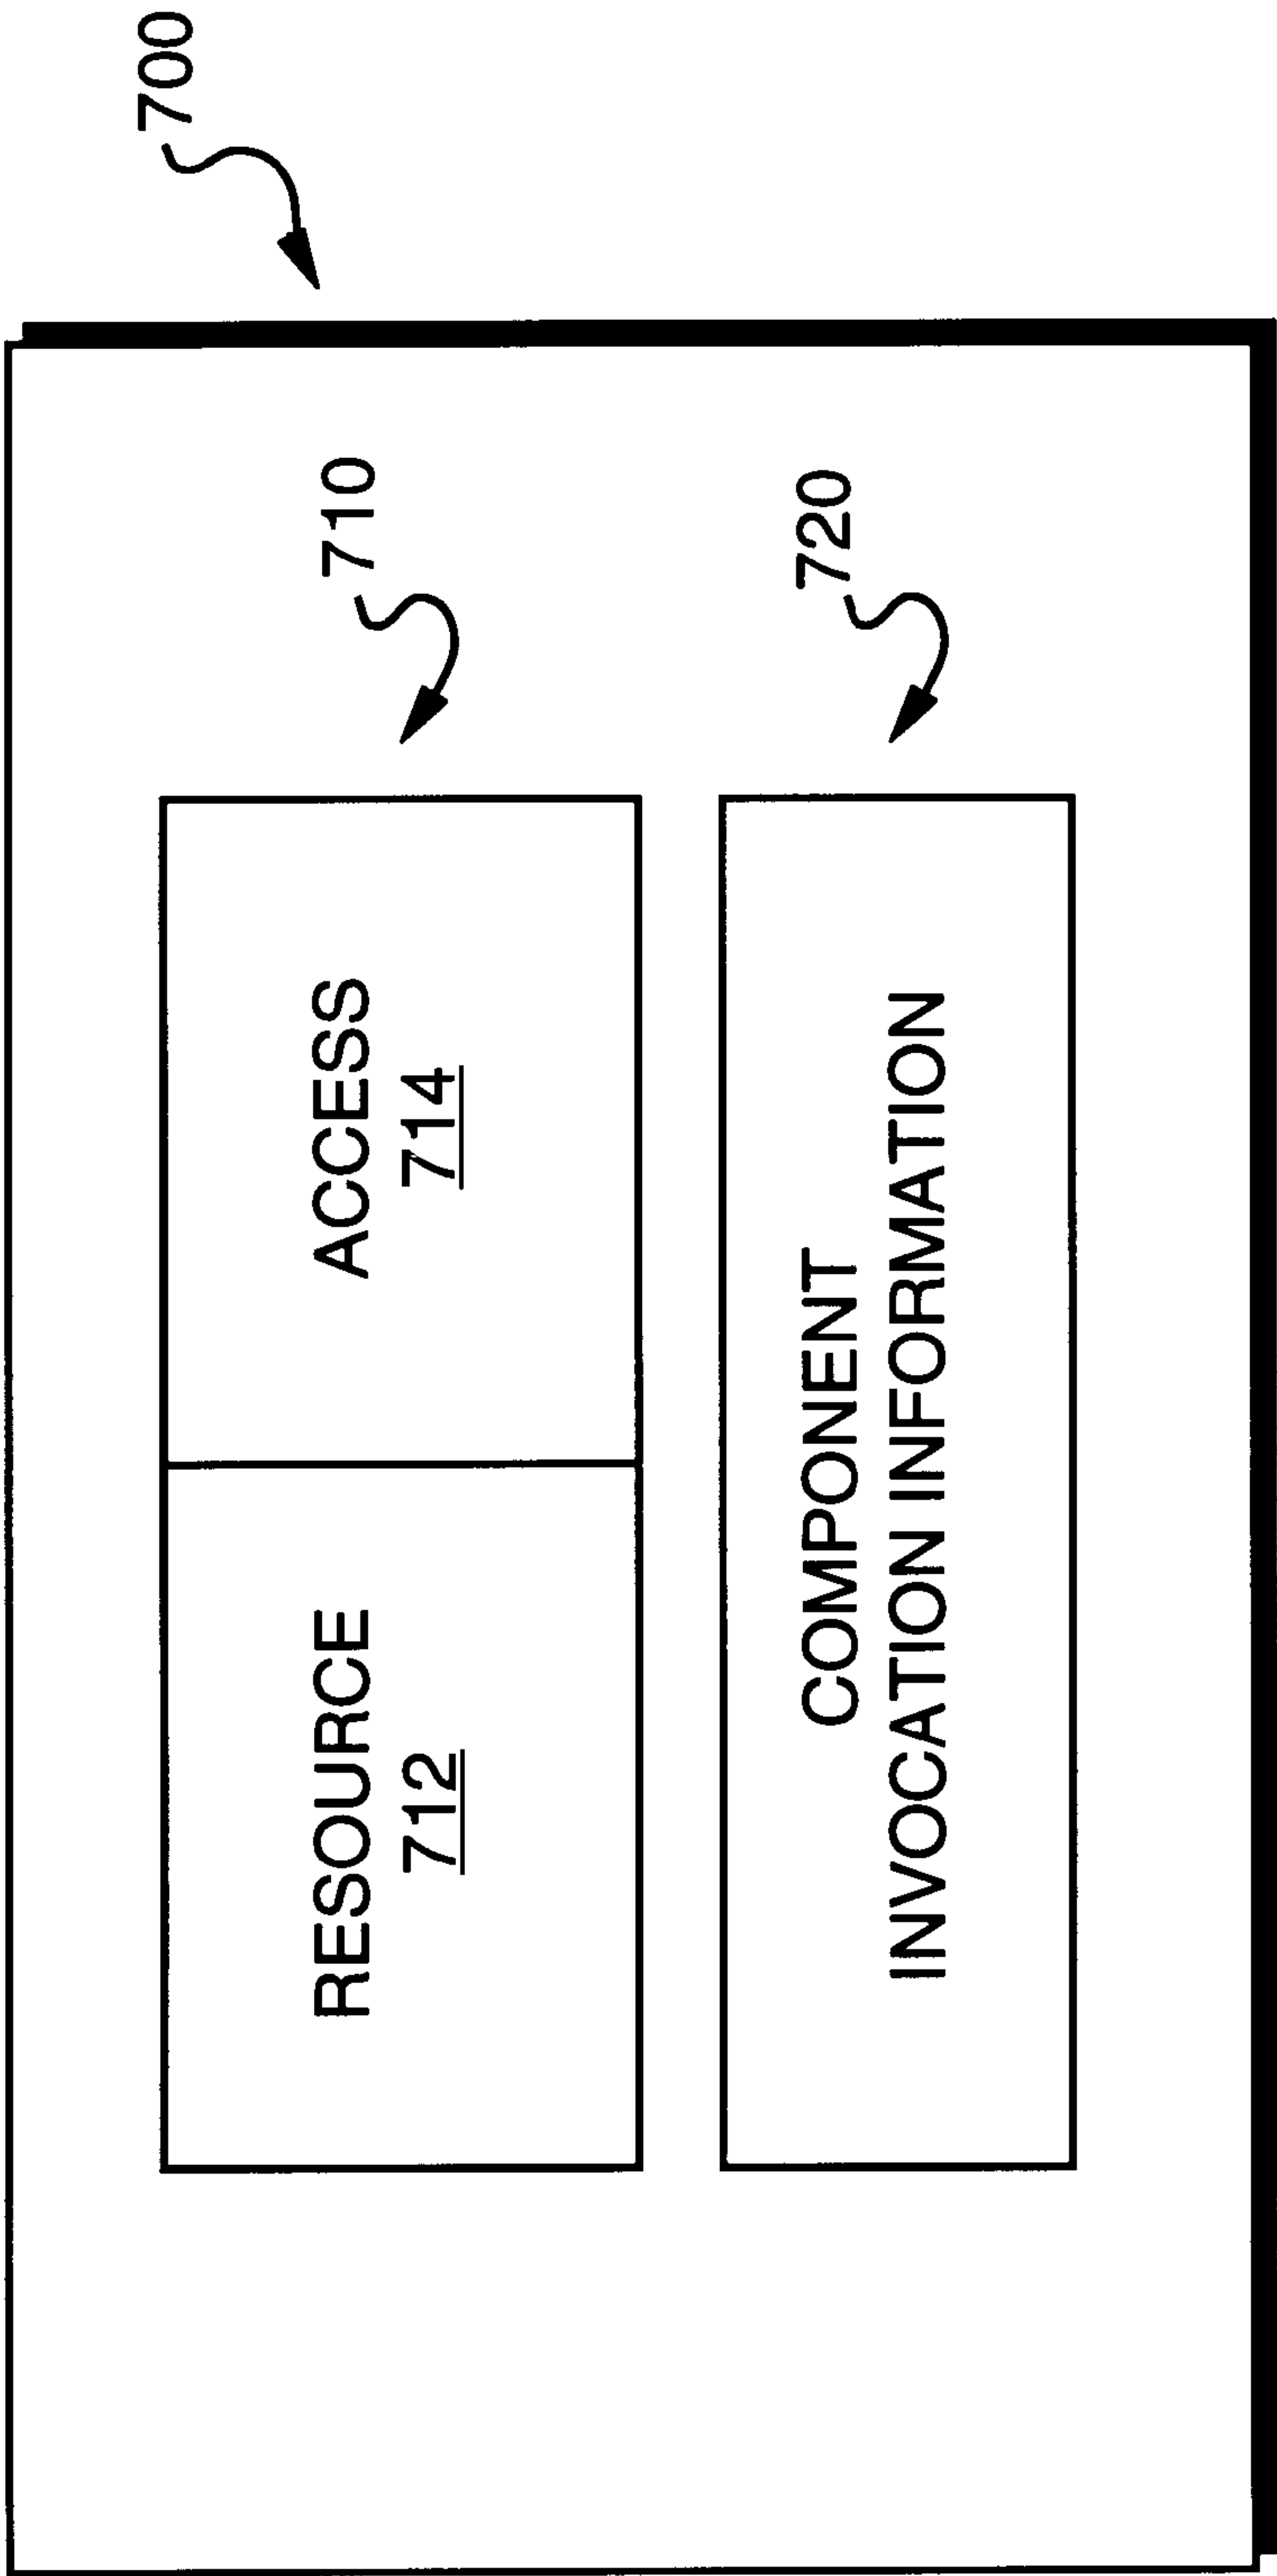 700
710
RESOURCE
712
ACCESS
714
720
COMPONENT
INVOCATION INFORMATION